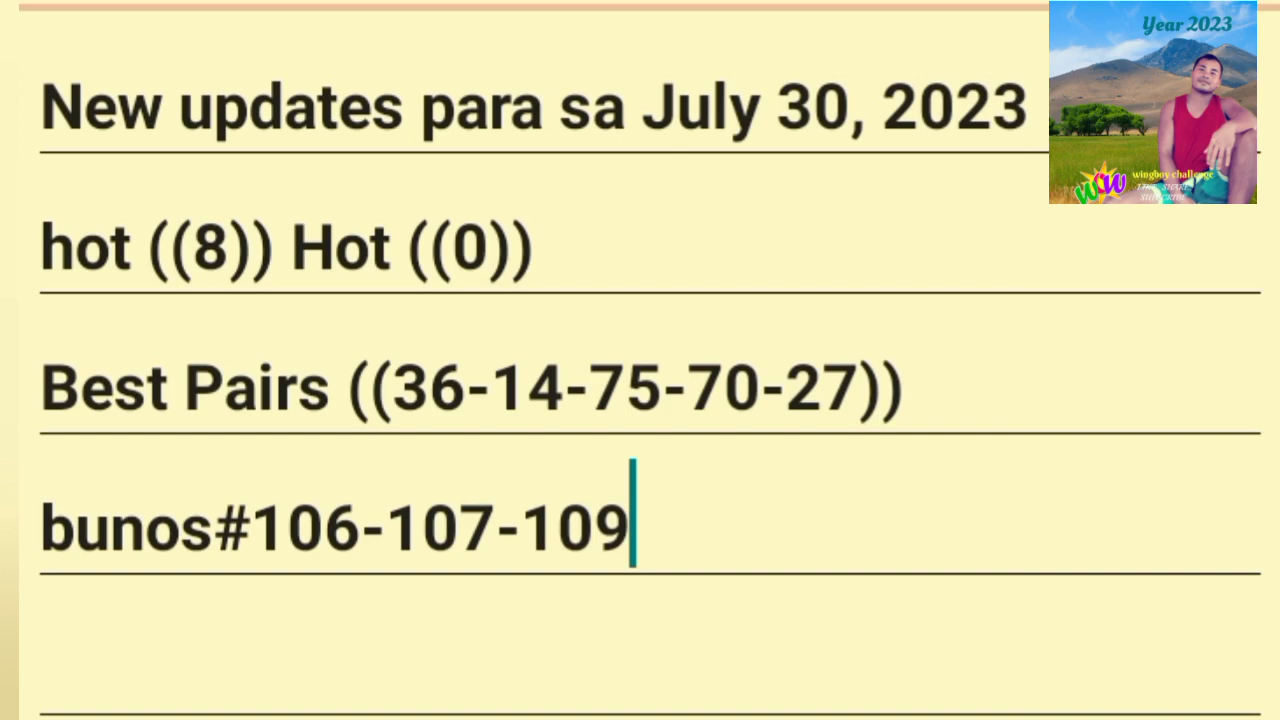 Year 2023
New updates para sa July 30, 2023
wingboy challenge
hot ((8)) Hot ((0))
Best Pairs ((36-14-75-70-27))
bunos#106-107-109